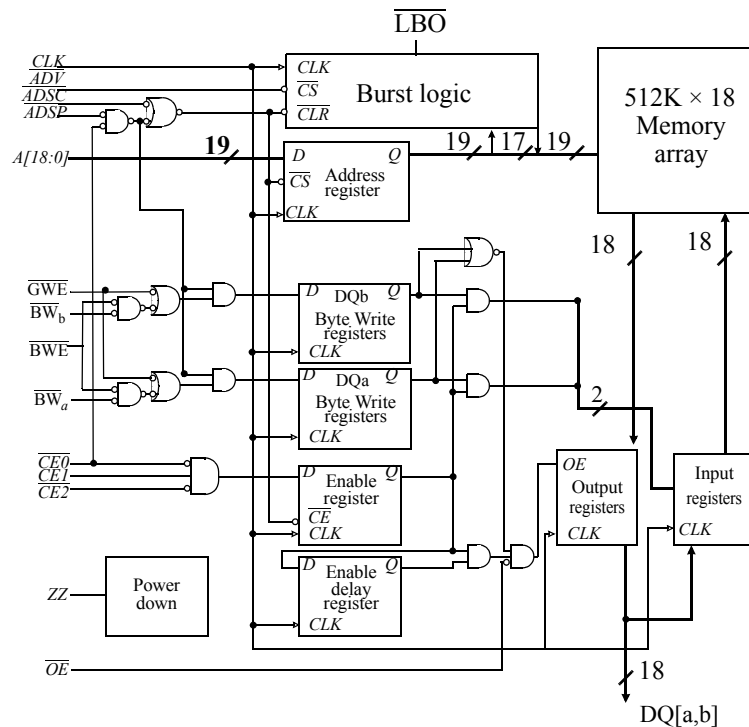 LBO
CLK
ADV
ADSC
ADSP
CLK
CS
CLR
Burst logic
512K × 18
Memory
array
A[18:0]
19
D
Q
CS
Address
register
CLK
19
17
19
18
18
GWE
BWb
BWE
BWa
D
DQb
Q
Byte Write
registers
CLK
D
DQa
Q
Byte Write
registers
CLK
2
CE0
CE1
CE2
D
Enable
Q
register
CE
CLK
OE
Output
registers
CLK
Input
registers
CLK
D
Q
Enable
delay
register
CLK
ZZ
Power
down
OE
18
DQ[a,b]